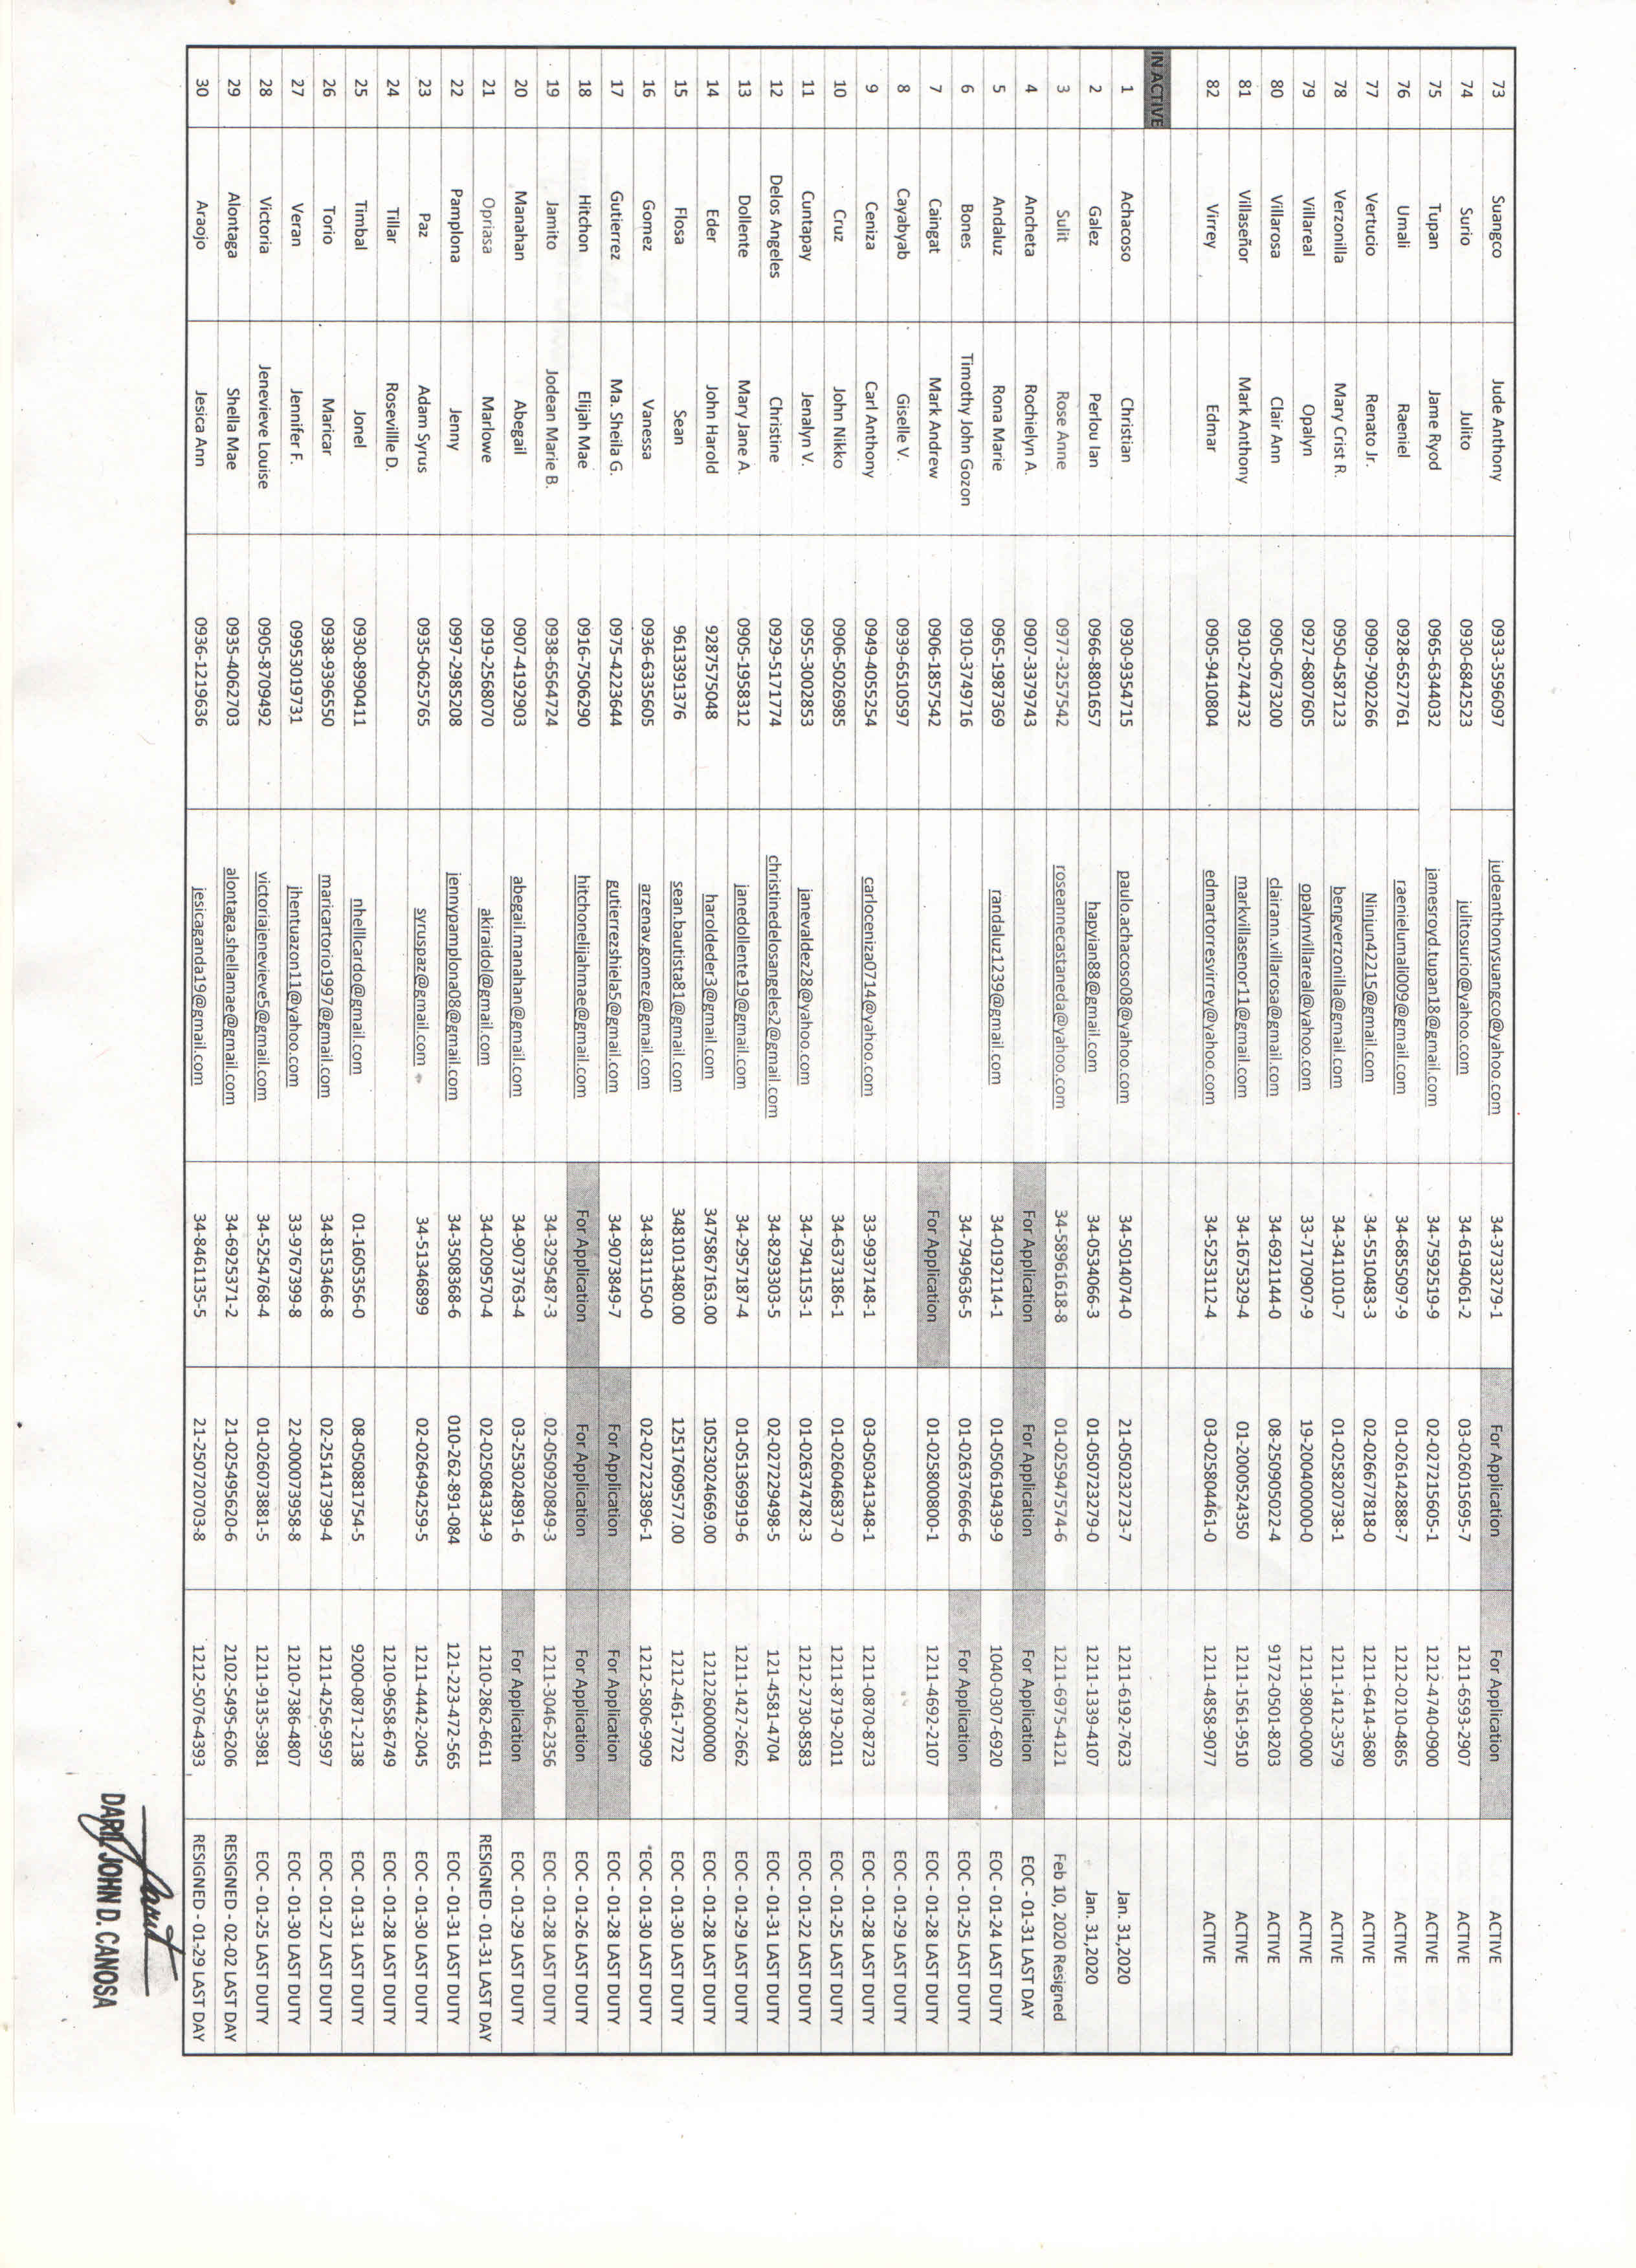 73 Suangco Jude Anthony 0933-3596097 judeanthonysuangco@yahoo.com 34-3733279-1 For Application For Application ACTIVE
74 Surio Julito 0930-6842523 julitosurio@yahoo.com 34-6194061-2 03-026015695-7 1211-6593-2907 ACTIVE
75 Tupan Jame Ryod 0965-6344032 jamesroyd.tupan18@gmail.com 34-7592519-9 02-027215605-1 1212-4740-0900 ACTIVE
76 Umali Raeniel 0928-6527761 raenielumali009@gmail.com 34-6855097-9 01-026142888-7 1212-0210-4865 ACTIVE
77 Vertucio Renato Jr. 0909-7902266 Ninjun42215@gmail.com 34-5510483-3 02-026677818-0 1211-6414-3680 ACTIVE
78 Verzonilla Mary Crist R. 0950-4587123 bengverzonilla@gmail.com 34-3411010-7 01-025820738-1 1211-1412-3579 ACTIVE
79 Villareal Opalyn 0927-6807605 opalynvillareal@yahoo.com 33-7170907-9 19-200400000-0 1211-9800-0000 ACTIVE
80 Villarosa Clair Ann 0905-0673200 clairann.villarosa@gmail.com 34-6921144-0 08-250905022-4 9172-0501-8203 ACTIVE
81 Villaseñor Mark Anthony 0910-2744732 markvillasenor11@gmail.com 34-1675329-4 01-2000524350 1211-1561-9510 ACTIVE
82 Virrey Edmar 0905-9410804 edmartorresvirrey@yahoo.com 34-5253112-4 03-025804461-0 1211-4858-9077 ACTIVE
IN ACTIVE
1 Achacoso Christian 0930-9354715 paulo.achacoso08@yahoo.com 34-5014074-0 21-050232723-7 1211-6192-7623 Jan. 31,2020
2 Galez Perlou Ian 0966-8801657 hapyian88@gmail.com 34-0534066-3 01-050723279-0 1211-1339-4107 Jan. 31,2020
3 Sulit Rose Anne 0977-3257542 roseannecastaneda@yahoo.com 34-58961618-8 01-025947574-6 1211-6975-4121 Feb 10, 2020 Resigned
4 Ancheta Rochielyn A. 0907-3379743 For Application For Application For Application EOC - 01-31 LAST DAY
5 Andaluz Rona Marie 0965-1987369 randaluz1239@gmail.com 34-0192114-1 01-050619439-9 1040-0307-6920 EOC - 01-24 LAST DUTY
6 Bones Timothy John Gozon 0910-3749716 34-7949636-5 01-026376666-6 For Application EOC - 01-25 LAST DUTY
7 Caingat Mark Andrew 0906-1857542 For Application 01-025800800-1 1211-4692-2107 EOC - 01-28 LAST DUTY
8 Cayabyab Giselle V. 0939-6510597 EOC - 01-29 LAST DUTY
9 Ceniza Carl Anthony 0949-4055254 carloceniza0714@yahoo.com 33-9937148-1 03-050341348-1 1211-0870-8723 EOC - 01-28 LAST DUTY
10 Cruz John Nikko 0906-5026985 34-6373186-1 01-026046837-0 1211-8719-2011 EOC - 01-25 LAST DUTY
11 Cuntapay Jenalyn V. 0955-3002853 janevaldez28@yahoo.com 34-7941153-1 01-026374782-3 1212-2730-8583 EOC - 01-22 LAST DUTY
12 Delos Angeles Christine 0929-5171774 christinedelosangeles2@gmail.com 34-8293303-5 02-027229498-5 121-4581-4704 EOC - 01-31 LAST DUTY
13 Dollente Mary Jane A. 0905-1958312 janedollente19@gmail.com 34-2957187-4 01-051369919-6 1211-1427-2662 EOC - 01-29 LAST DUTY
14 Eder John Harold 9287575048 haroldeder3@gmail.com 3475867163.00 105230246​69.00 121226000000 EOC - 01-28 LAST DUTY
15 Flosa Sean 9613391376 sean.bautista81@gmail.com 3481013480.00 12517609577.00 1212-461-7722 EOC - 01-30 LAST DUTY
16 Gomez Vanessa 0936-6335605 arzenav.gomez@gmail.com 34-8311150-0 02-027223896-1 1212-5806-9909 *EOC - 01-30 LAST DUTY
17 Gutierrez Ma. Sheila G. 0975-4223644 gutierrezshiela5@gmail.com 34-9073849-7 For Application For Application EOC - 01-28 LAST DUTY
18 Hitchon Elijah Mae 0916-7506290 hitchonelijahmae@gmail.com For Application For Application For Application EOC - 01-26 LAST DUTY
19 Jamito Jodean Marie B. 0938-6564724 34-3295487-3 02-050920849-3 1211-3046-2356 EOC - 01-28 LAST DUTY
20 Manahan Abegail 0907-4192903 abegail.manahan@gmail.com 34-9073763-4 03-253024891-6 For Application EOC - 01-29 LAST DUTY
21 Opriasa Marlowe 0919-2568070 akiraidol@gmail.com 34-0209570-4 02-025084334-9 1210-2862-6611 RESIGNED - 01-31 LAST DAY
22 Pamplona Jenny 0997-2985208 jennypamplona08@gmail.com 34-3508368-6 010-262-891-084 121-223-472-565 EOC - 01-31 LAST DUTY
23 Paz Adam Syrus 0935-0625765 syruspaz@gmail.com 34-51346899 02-026494259-5 1211-4442-2045 EOC - 01-30 LAST DUTY
24 Tillar Rosevillle D. 1210-9658-6749 EOC - 01-28 LAST DUTY
25 Timbal Jonel 0930-8990411 nhelllcardo@gmail.com 01-1605356-0 08-050881754-5 9200-0871-2138 EOC - 01-31 LAST DUTY
26 Torio Maricar 0938-9396550 maricartorio1997@gmail.com 34-8153466-8 02-251417399-4 1211-4256-9597 EOC - 01-27 LAST DUTY
27 Veran Jennifer F. 09953019731 jhentuazon11@yahoo.com 33-9767399-8 22-000073958-8 1210-7386-4807 EOC - 01-30 LAST DUTY
28 Victoria Jenevieve Louise 0905-8709492 victoriajenevieve5@gmail.com 34-5254768-4 01-026073881-5 1211-9135-3981 EOC - 01-25 LAST DUTY
29 Alontaga Shella Mae 0935-4062703 alontaga.shellamae@gmail.com 34-6925371-2 21-025495620-6 2102-5495-6206 RESIGNED - 02-02 LAST DAY
30 Araojo Jesica Ann 0936-1219636 jesicaganda19@gmail.com 34-8461135-5 21-250720703-8 1212-5076-4393 RESIGNED - 01-29 LAST DAY
DARIL JOHN D. CANOSA